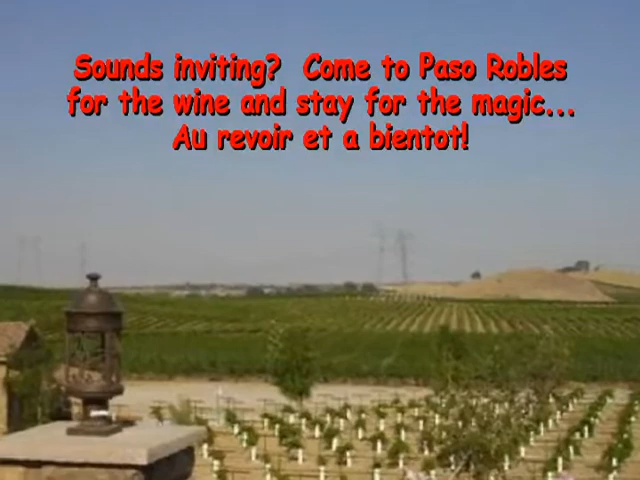 Sounds inviting? Come to Paso Robles
for the wine and stay for the magic...
Au revoir et a bientot!